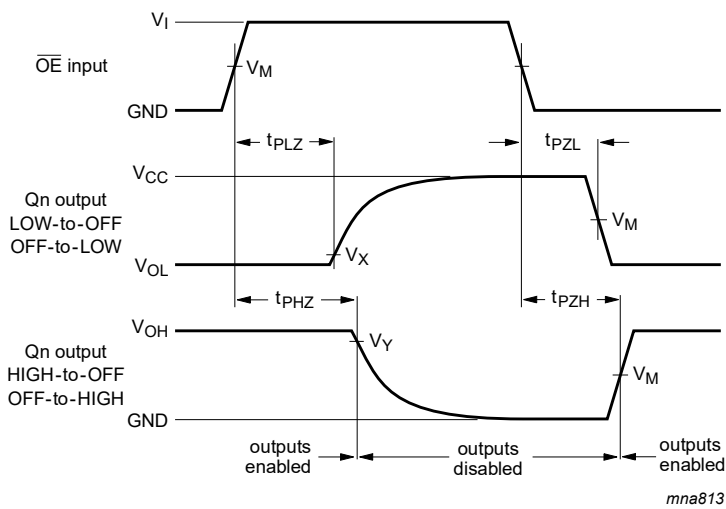 V_I
OE input
V_M
GND
t_PLZ
t_PZL
V_CC
Qn output
LOW-to-OFF
OFF-to-LOW
V_M
V_X
V_OL
t_PHZ
t_PZH
V_OH
Qn output
HIGH-to-OFF
OFF-to-HIGH
V_Y
V_M
GND
outputs
enabled
outputs
disabled
outputs
enabled
mna813